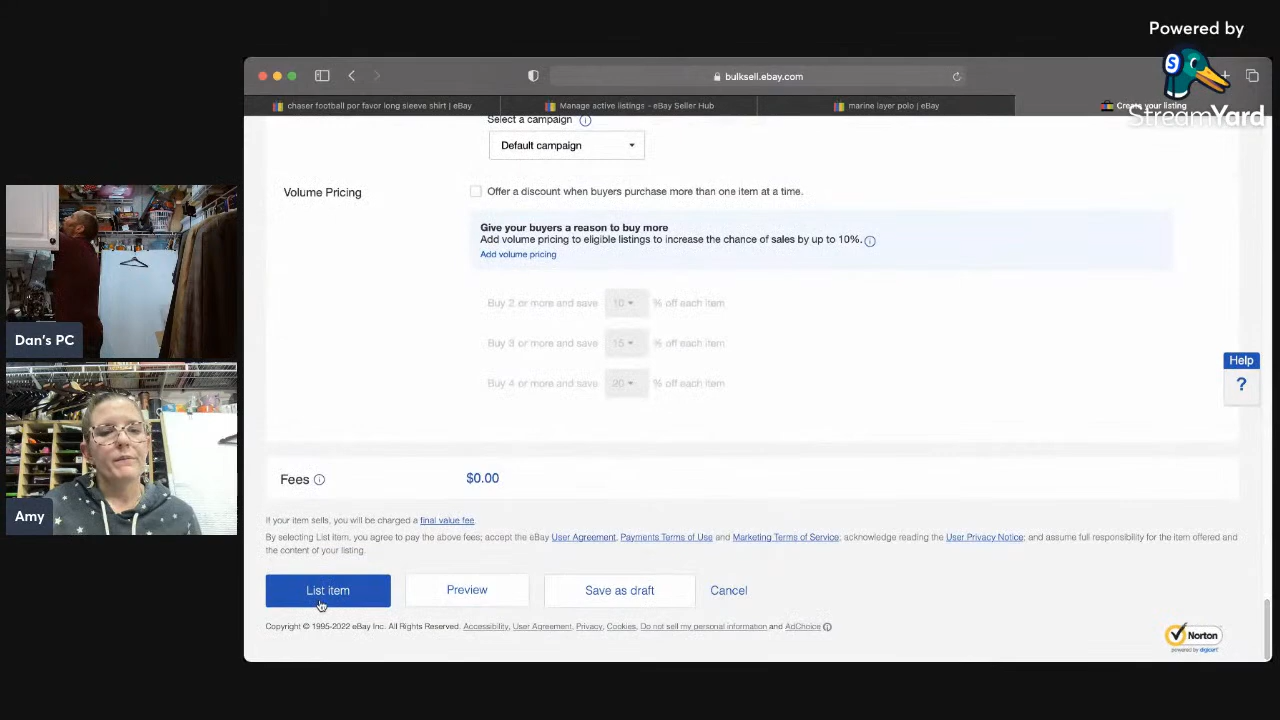 Powered by
StreamYard
bulksell.ebay.com
chaser football por favor long sleeve shirt | eBay
Manage active listings - eBay Seller Hub
marine layer polo | eBay
Create your listing
Select a campaign
Default campaign
Volume Pricing
Offer a discount when buyers purchase more than one item at a time.
Give your buyers a reason to buy more
Add volume pricing to eligible listings to increase the chance of sales by up to 10%.
Add volume pricing
Buy 2 or more and save 10 % off each item
Buy 3 or more and save 15 % off each item
Buy 4 or more and save 20 % off each item
Help
?
Dan's PC
Amy
Fees $0.00
If your item sells, you will be charged a final value fee
By selecting List item, you agree to pay the above fees; accept the eBay User Agreement, Payments Terms of Use and Marketing Terms of Service; acknowledge reading the User Privacy Notice; and assume full responsibility for the item offered and
the content of your listing.
List item Preview Save as draft Cancel
Copyright © 1995-2022 eBay Inc. All Rights Reserved. Accessibility, User Agreement, Privacy, Cookies, Do not sell my personal information and AdChoice
Norton
powered by digicert